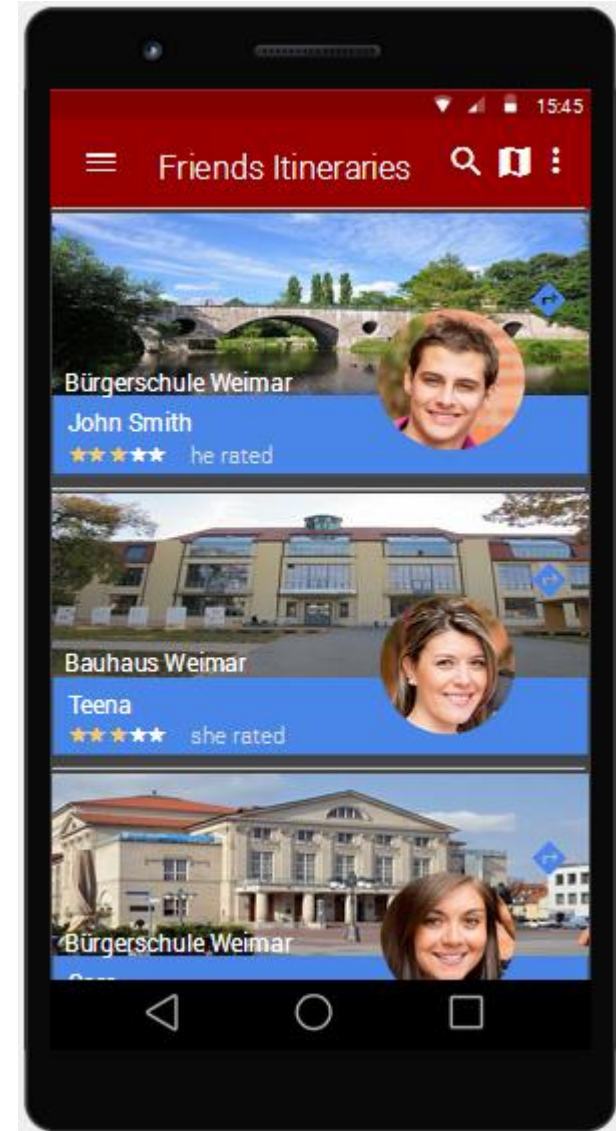 15:45
Friends Itineraries
Bürgerschule Weimar
John Smith
he rated
Bauhaus Weimar
Teena
she rated
Bürgerschule Weimar